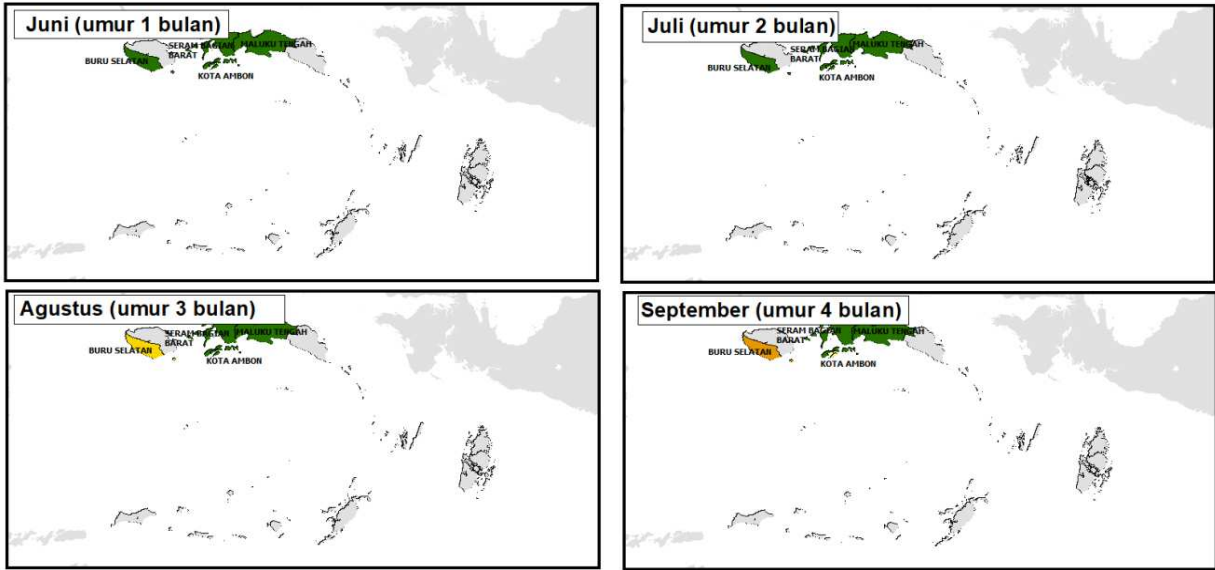 Juni (umur 1 bulan)
SERAM BAGIAN
BARAT
MALUKU TENGAH
BURU SELATAN
KOTA AMBON
Juli (umur 2 bulan)
SERAM BAGIAN
BARAT
MALUKU TENGAH
BURU SELATAN
KOTA AMBON
Agustus (umur 3 bulan)
SERAM BAGIAN
BARAT
MALUKU TENGAH
BURU SELATAN
KOTA AMBON
September (umur 4 bulan)
SERAM BAGIAN
BARAT
MALUKU TENGAH
BURU SELATAN
KOTA AMBON